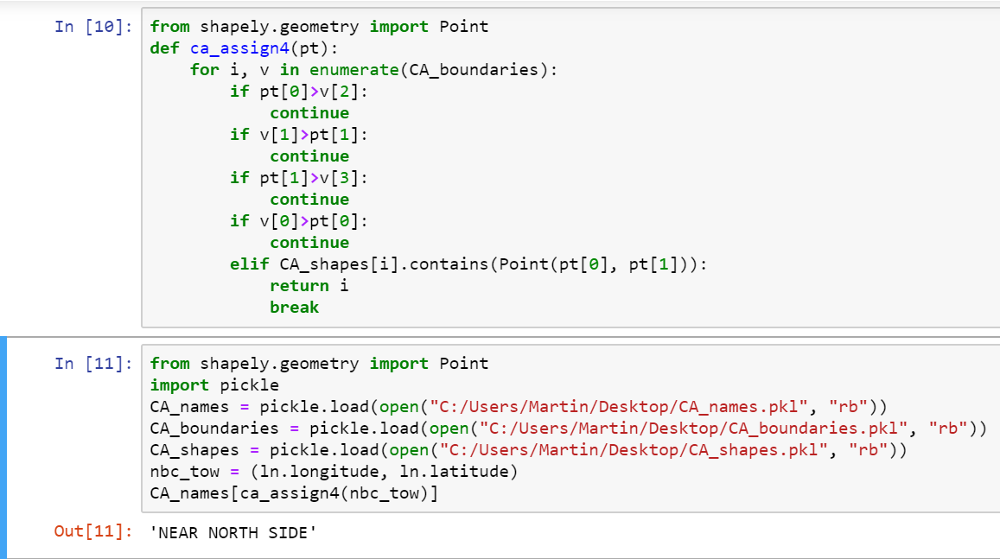 In [10]: from shapely.geometry import Point
def ca_assign4(pt):
    for i, v in enumerate(CA_boundaries):
        if pt[0]>v[2]:
            continue
        if v[1]>pt[1]:
            continue
        if pt[1]>v[3]:
            continue
        if v[0]>pt[0]:
            continue
        elif CA_shapes[i].contains(Point(pt[0], pt[1])):
            return i
            break
In [11]: from shapely.geometry import Point
import pickle
CA_names = pickle.load(open("C:/Users/Martin/Desktop/CA_names.pkl", "rb"))
CA_boundaries = pickle.load(open("C:/Users/Martin/Desktop/CA_boundaries.pkl", "rb"))
CA_shapes = pickle.load(open("C:/Users/Martin/Desktop/CA_shapes.pkl", "rb"))
nbc_tow = (ln.longitude, ln.latitude)
CA_names[ca_assign4(nbc_tow)]
Out[11]: 'NEAR NORTH SIDE'